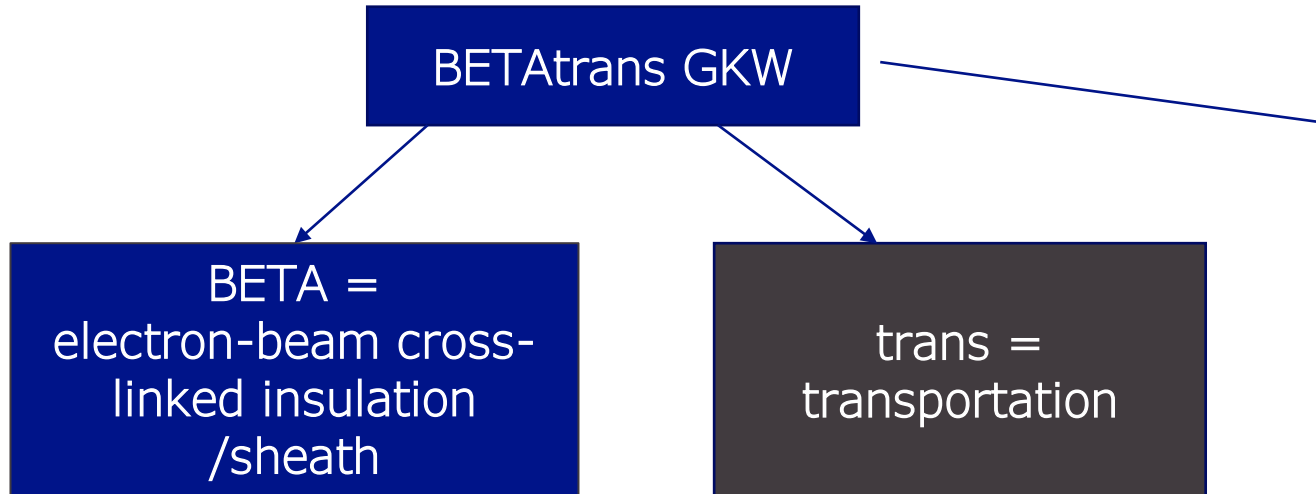 BETAtrans GKW
BETA =
electron-beam cross-
linked insulation
/sheath
trans =
transportation